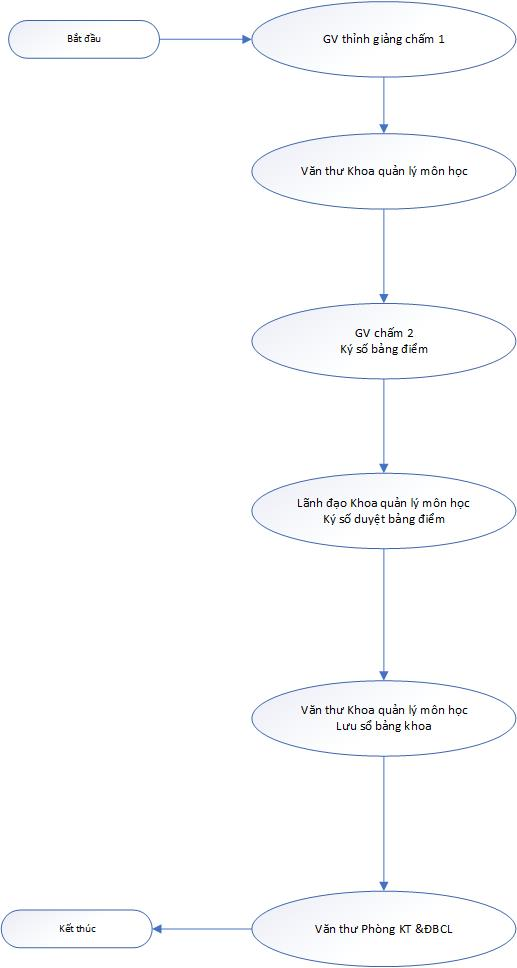 Bắt đầu
GV thỉnh giảng chấm 1
Văn thư Khoa quản lý môn học
GV chấm 2
Ký số bảng điểm
Lãnh đạo Khoa quản lý môn học
Ký số duyệt bảng điểm
Văn thư Khoa quản lý môn học
Lưu sổ bảng khoa
Văn thư Phòng KT &ĐBCL
Kết thúc